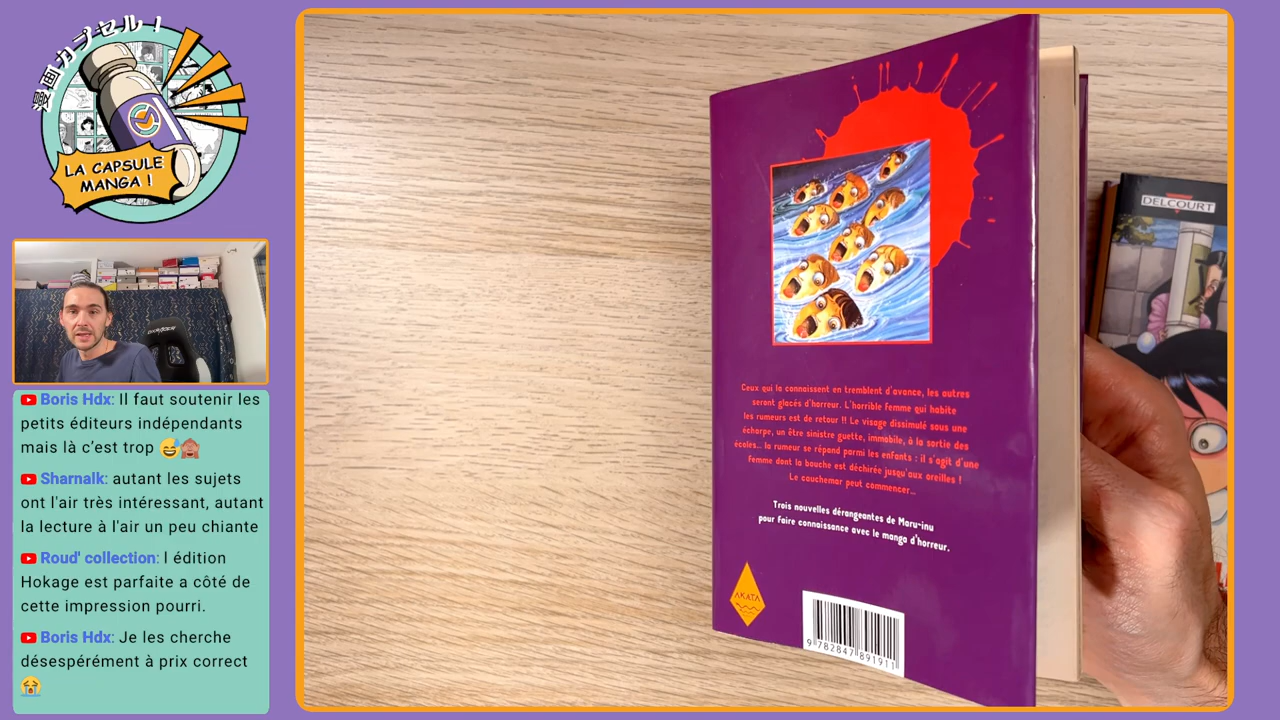 漫画カプセル!
LA CAPSULE
MANGA !
Boris Hdx: Il faut soutenir les
petits éditeurs indépendants
mais là c'est trop 😅🙈
Sharnalk: autant les sujets
ont l'air très intéressant, autant
la lecture à l'air un peu chiante
Roud' collection: l édition
Hokage est parfaite a côté de
cette impression pourri.
Boris Hdx: Je les cherche
désespérément à prix correct
😭
Ceux qui la connaissent en tremblent d'avance, les autres
seront glacés d'horreur. L'horrible femme qui habite
les rumeurs est de retour !! Le visage dissimulé sous une
écharpe, un être sinistre guette, immobile, à la sortie des
écoles... la rumeur se répand parmi les enfants : il s'agit d'une
femme dont la bouche est déchirée jusqu'aux oreilles !
Le cauchemar peut commencer...
Trois nouvelles dérangeantes de Maru-inu
pour faire connaissance avec le manga d'horreur.
AKATA
9 782847 891911
DELCOURT